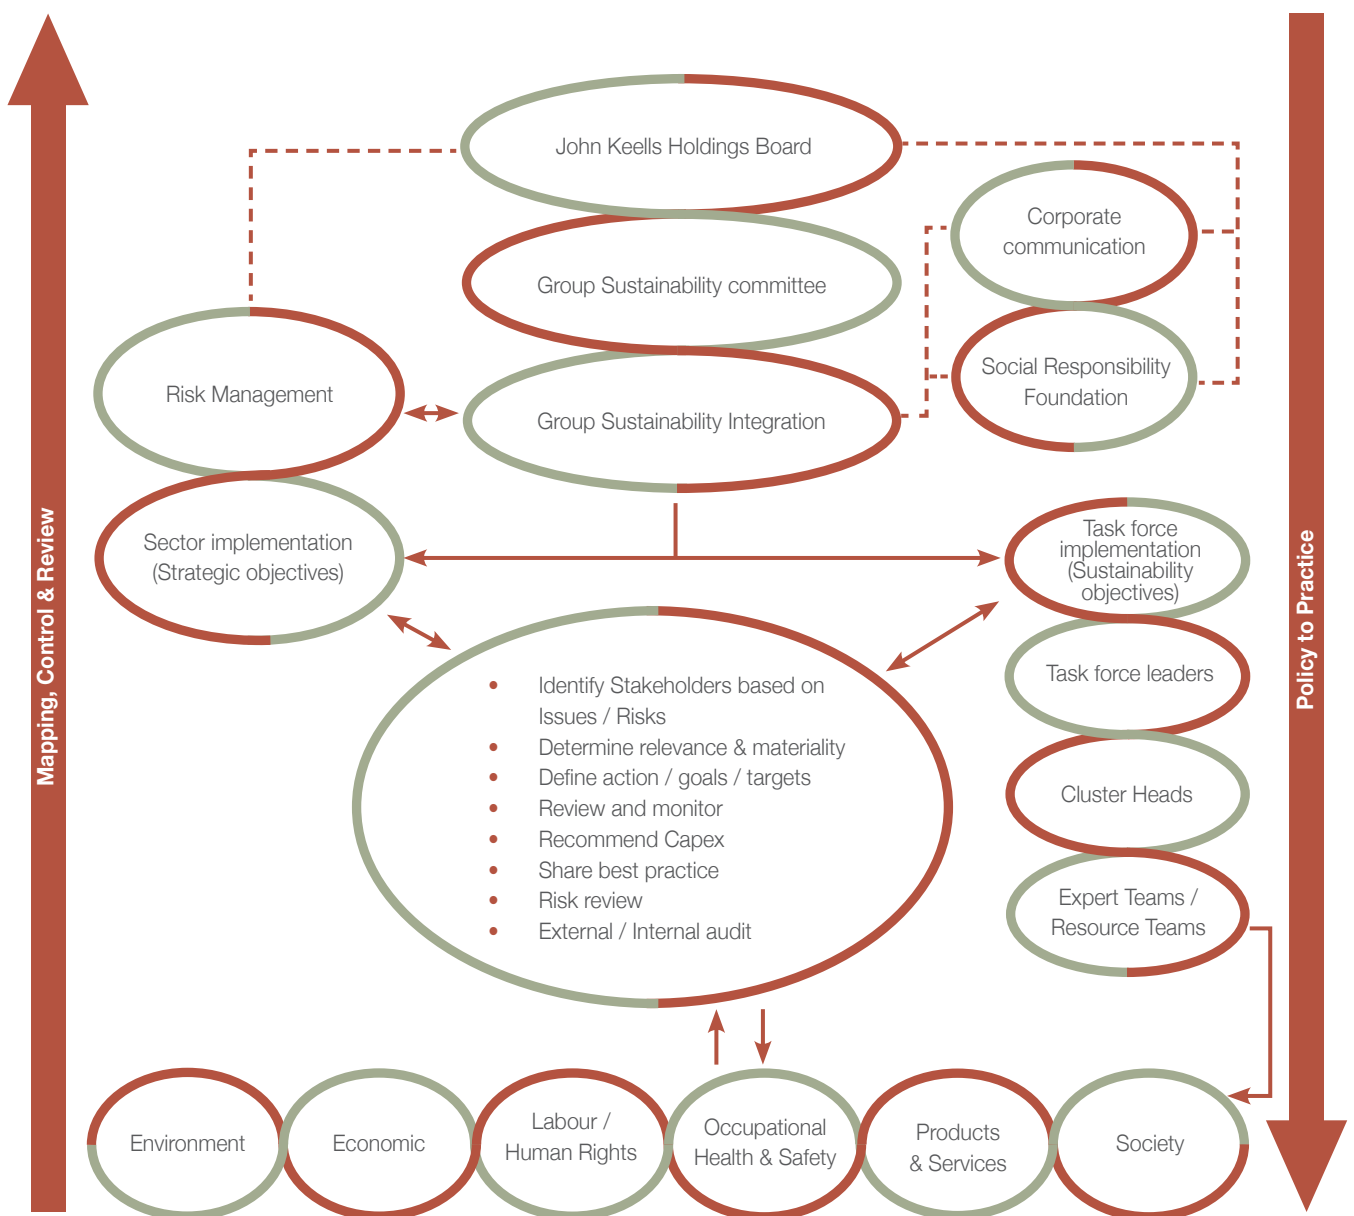 John Keells Holdings Board
Corporate
communication
Group Sustainability committee
Social Responsibility
Foundation
Risk Management
Group Sustainability Integration
Sector implementation
(Strategic objectives)
Task force
implementation
(Sustainability
objectives)
Mapping, Control & Review
Policy to Practice
• Identify Stakeholders based on
Issues / Risks
• Determine relevance & materiality
• Define action / goals / targets
• Review and monitor
• Recommend Capex
• Share best practice
• Risk review
• External / Internal audit
Task force leaders
Cluster Heads
Expert Teams /
Resource Teams
Environment
Economic
Labour /
Human Rights
Occupational
Health & Safety
Products
& Services
Society